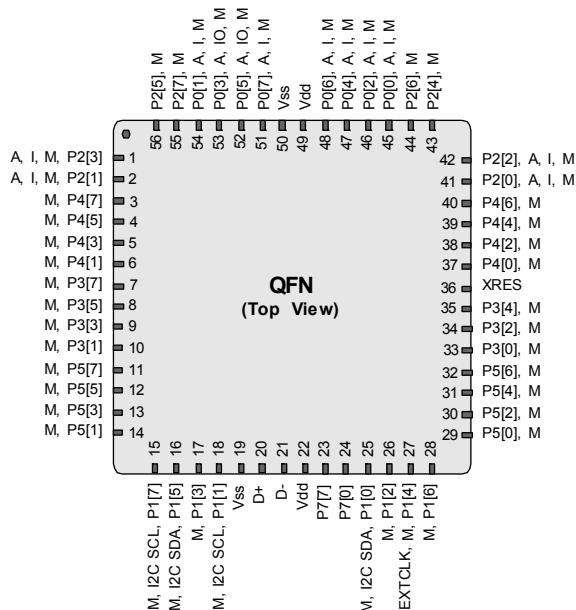 P2[5], M
P2[7], M
P0[1], A, I, M
P0[3], A, IO, M
P0[5], A, IO, M
P0[7], A, I, M
Vss
Vdd
P0[6], A, I, M
P0[4], A, I, M
P0[2], A, I, M
P0[0], A, I, M
P2[6], M
P2[4], M
56
55
54
53
52
51
50
49
48
47
46
45
44
43
A, I, M, P2[3] 1
A, I, M, P2[1] 2
M, P4[7] 3
M, P4[5] 4
M, P4[3] 5
M, P4[1] 6
M, P3[7] 7
M, P3[5] 8
M, P3[3] 9
M, P3[1] 10
M, P5[7] 11
M, P5[5] 12
M, P5[3] 13
M, P5[1] 14
QFN
(Top View)
42 P2[2], A, I, M
41 P2[0], A, I, M
40 P4[6], M
39 P4[4], M
38 P4[2], M
37 P4[0], M
36 XRES
35 P3[4], M
34 P3[2], M
33 P3[0], M
32 P5[6], M
31 P5[4], M
30 P5[2], M
29 P5[0], M
15
16
17
18
19
20
21
22
23
24
25
26
27
28
M, I2C SCL, P1[7]
M, I2C SDA, P1[5]
M, P1[3]
M, I2C SCL, P1[1]
Vss
D+
D-
Vdd
P7[7]
P7[0]
M, I2C SDA, P1[0]
M, P1[2]
EXTCLK, M, P1[4]
M, P1[6]